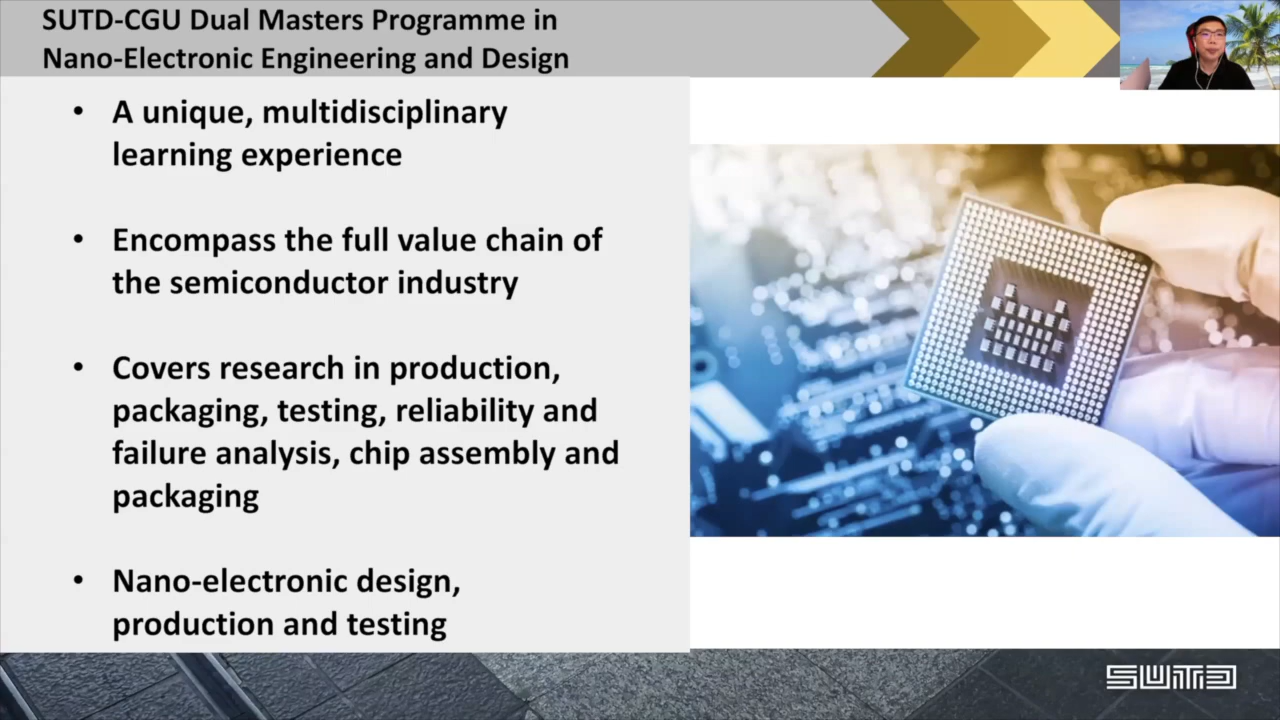 SUTD-CGU Dual Masters Programme in
Nano-Electronic Engineering and Design
• A unique, multidisciplinary
learning experience
• Encompass the full value chain of
the semiconductor industry
• Covers research in production,
packaging, testing, reliability and
failure analysis, chip assembly and
packaging
• Nano-electronic design,
production and testing
SUTD